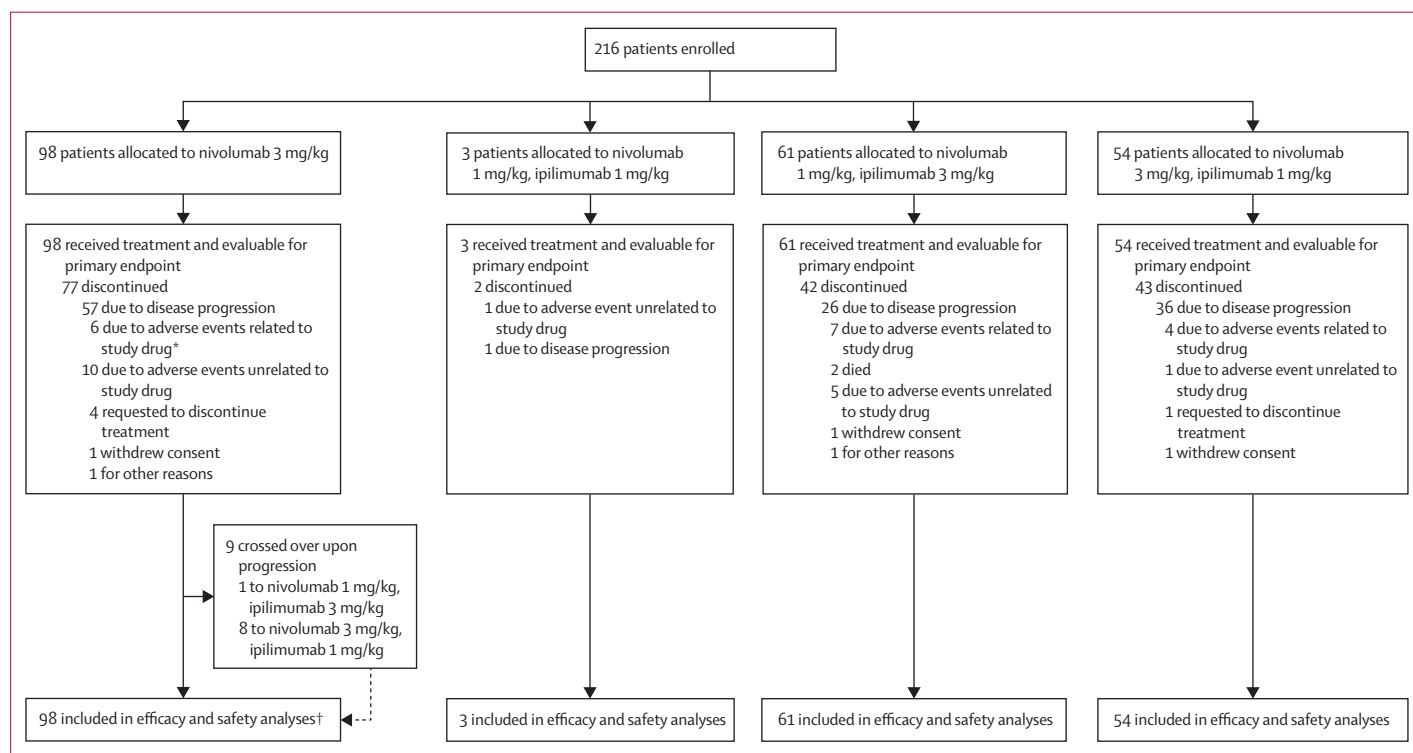 216 patients enrolled
98 patients allocated to nivolumab 3 mg/kg
3 patients allocated to nivolumab
1 mg/kg, ipilimumab 1 mg/kg
61 patients allocated to nivolumab
1 mg/kg, ipilimumab 3 mg/kg
54 patients allocated to nivolumab
3 mg/kg, ipilimumab 1 mg/kg
98 received treatment and evaluable for
primary endpoint
77 discontinued
57 due to disease progression
6 due to adverse events related to
study drug*
10 due to adverse events unrelated to
study drug
4 requested to discontinue
treatment
1 withdrew consent
1 for other reasons
3 received treatment and evaluable for
primary endpoint
2 discontinued
1 due to adverse event unrelated to
study drug
1 due to disease progression
61 received treatment and evaluable for
primary endpoint
42 discontinued
26 due to disease progression
7 due to adverse events related to
study drug
2 died
5 due to adverse events unrelated
to study drug
1 withdrew consent
1 for other reasons
54 received treatment and evaluable for
primary endpoint
43 discontinued
36 due to disease progression
4 due to adverse events related to
study drug
1 due to adverse event unrelated to
study drug
1 requested to discontinue
treatment
1 withdrew consent
9 crossed over upon
progression
1 to nivolumab 1 mg/kg,
ipilimumab 3 mg/kg
8 to nivolumab 3 mg/kg,
ipilimumab 1 mg/kg
98 included in efficacy and safety analyses†
3 included in efficacy and safety analyses
61 included in efficacy and safety analyses
54 included in efficacy and safety analyses